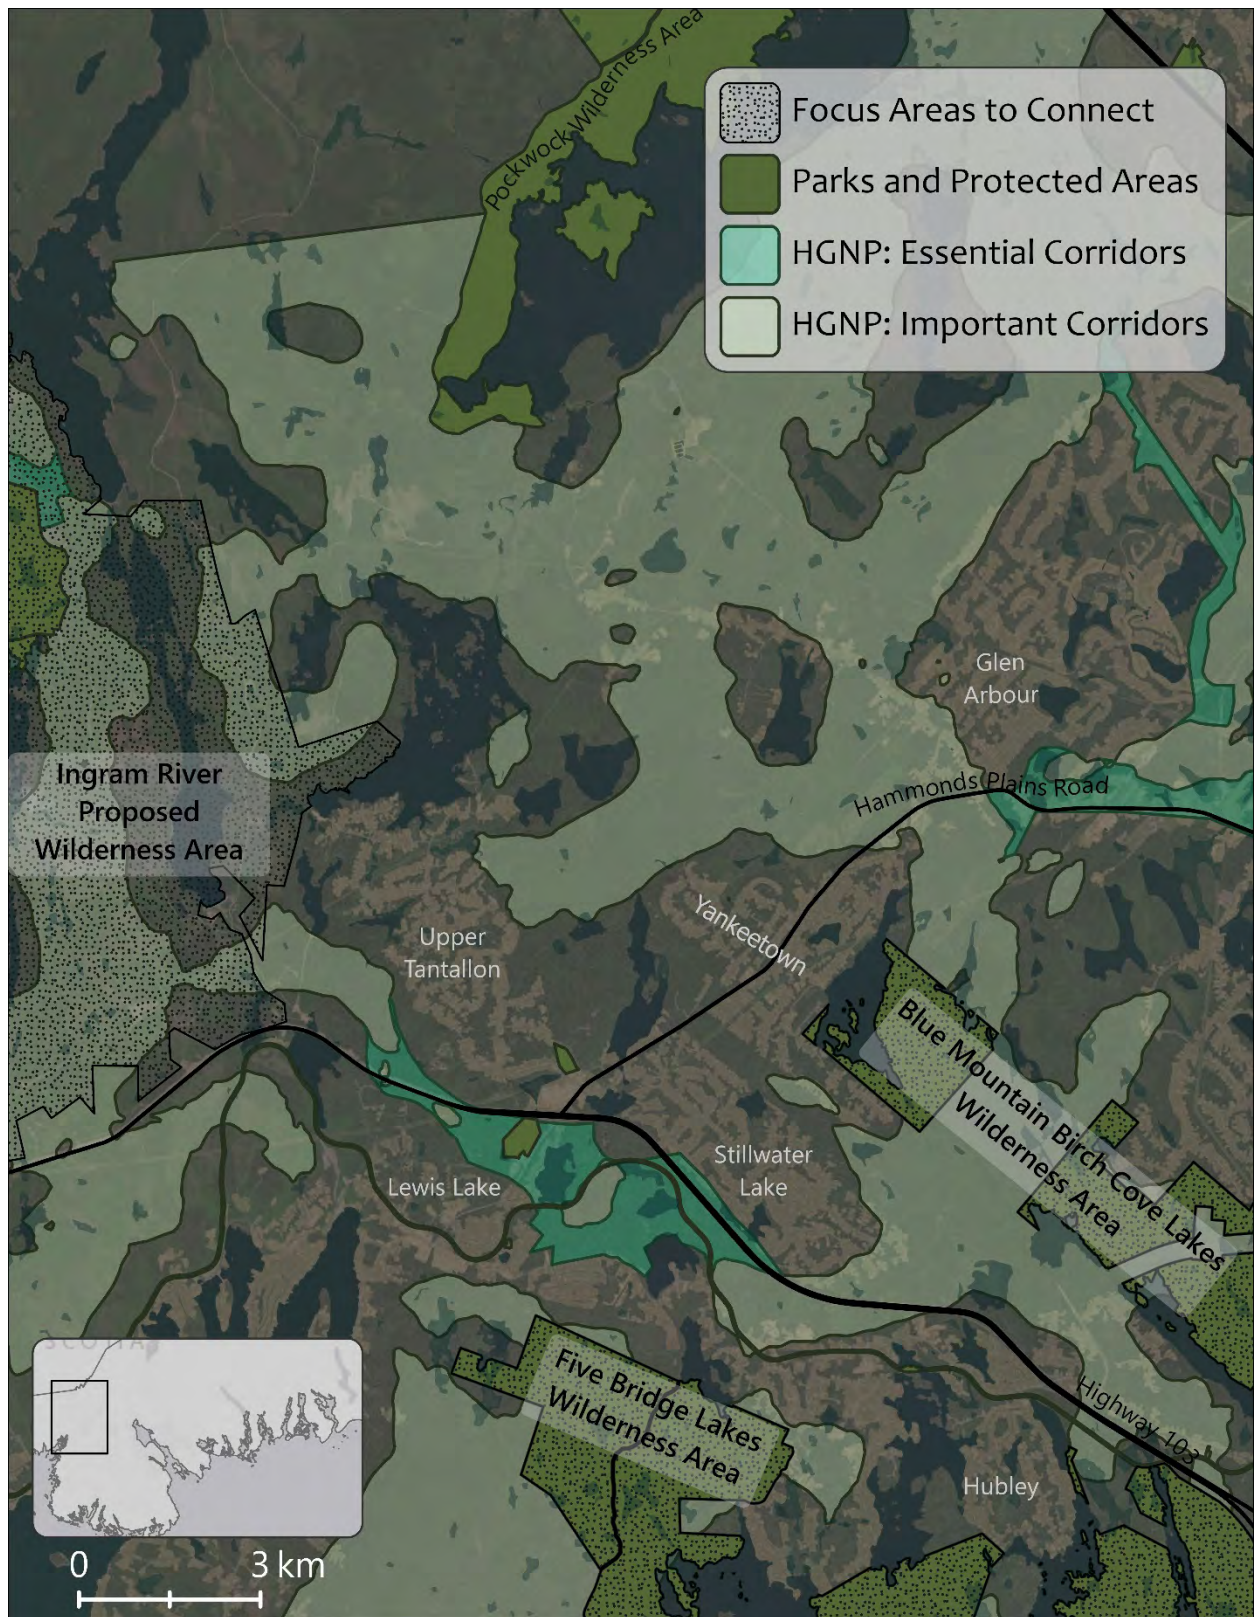 Pockwock Wilderness Area
Focus Areas to Connect
Parks and Protected Areas
HGNP: Essential Corridors
HGNP: Important Corridors
Glen
Arbour
Ingram River
Proposed
Wilderness Area
Hammonds Plains Road
Yankeetown
Upper
Tantallon
Blue Mountain Birch Cove Lakes
Wilderness Area
Stillwater
Lake
Lewis Lake
Five Bridge Lakes
Wilderness Area
Highway 103
Hubley
SCOTIA
0 3 km